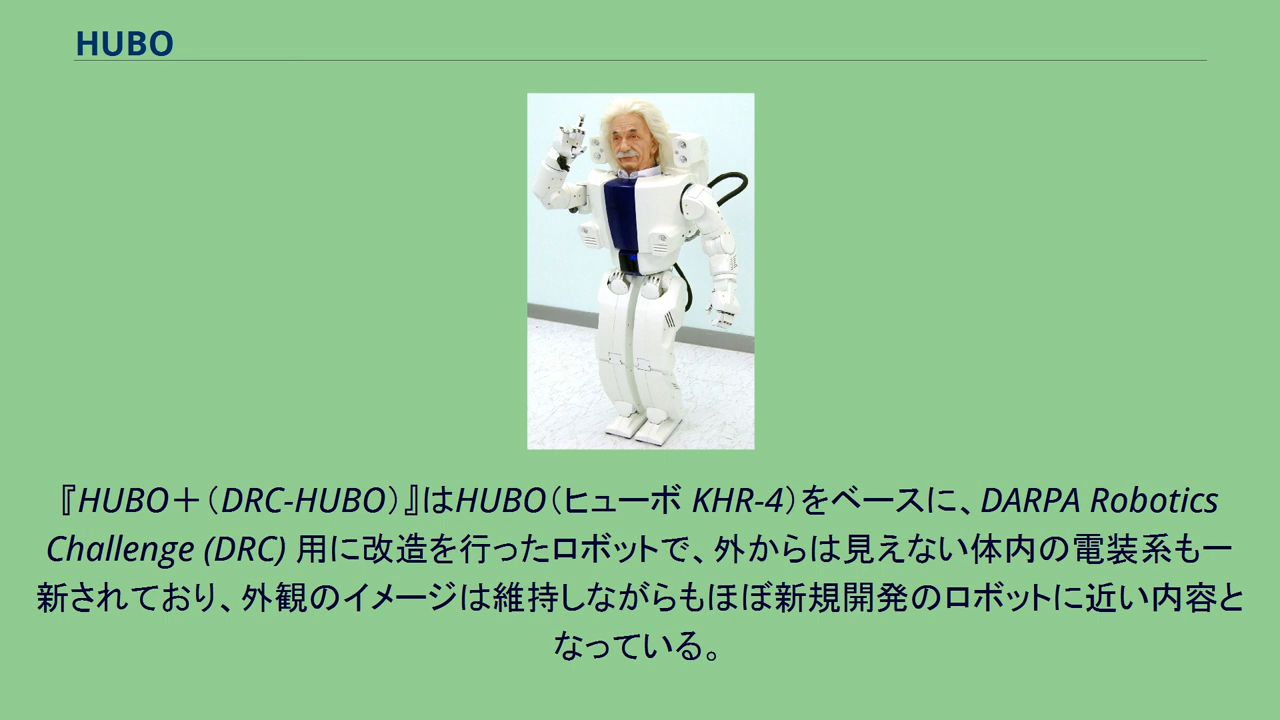 HUBO
『HUBO＋（DRC-HUBO）』はHUBO（ヒューボ KHR-4）をベースに、DARPA Robotics
Challenge (DRC) 用に改造を行ったロボットで、外からは見えない体内の電装系も一
新されており、外観のイメージは維持しながらもほぼ新規開発のロボットに近い内容と
なっている。